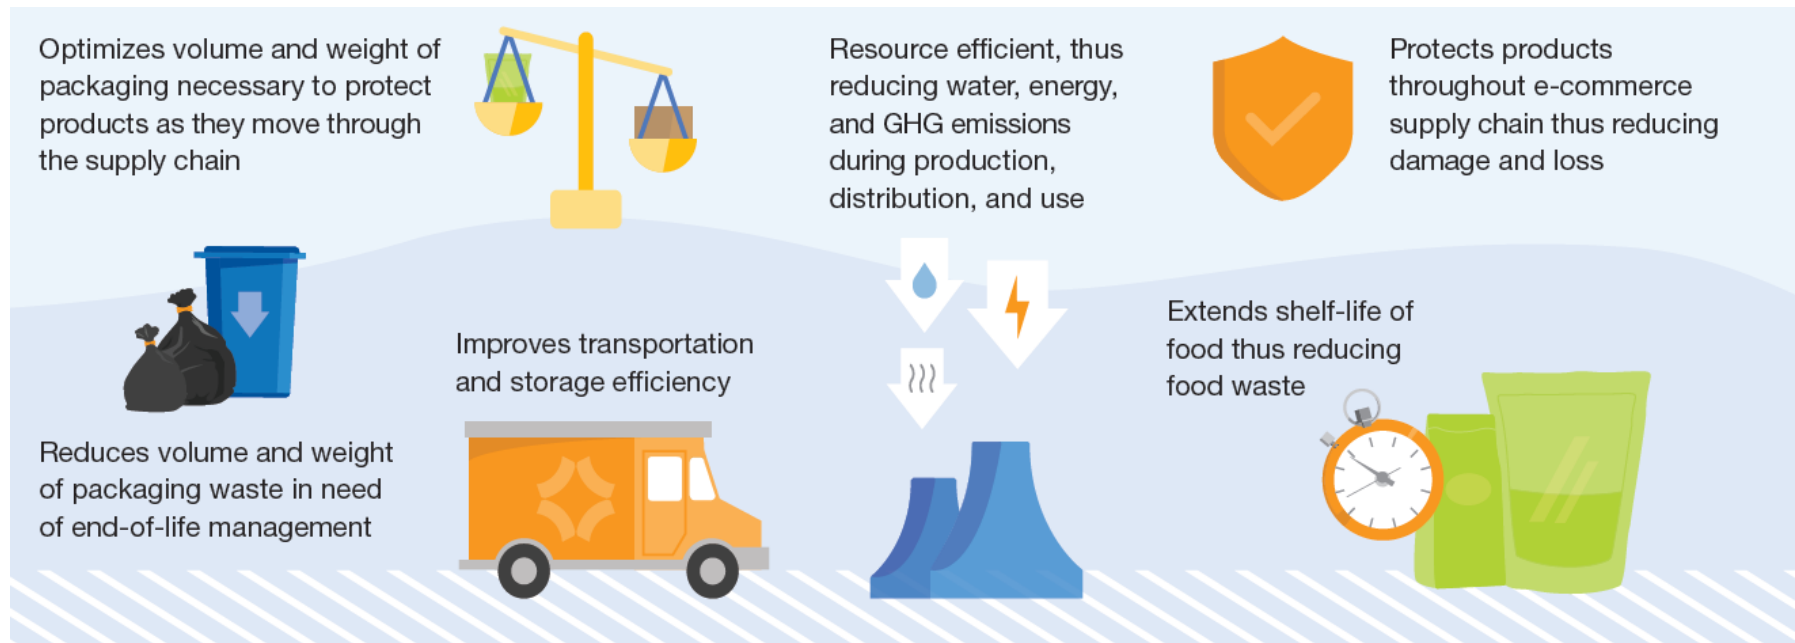 Optimizes volume and weight of
packaging necessary to protect
products as they move through
the supply chain
Resource efficient, thus
reducing water, energy,
and GHG emissions
during production,
distribution, and use
Protects products
throughout e-commerce
supply chain thus reducing
damage and loss
Reduces volume and weight
of packaging waste in need
of end-of-life management
Improves transportation
and storage efficiency
Extends shelf-life of
food thus reducing
food waste